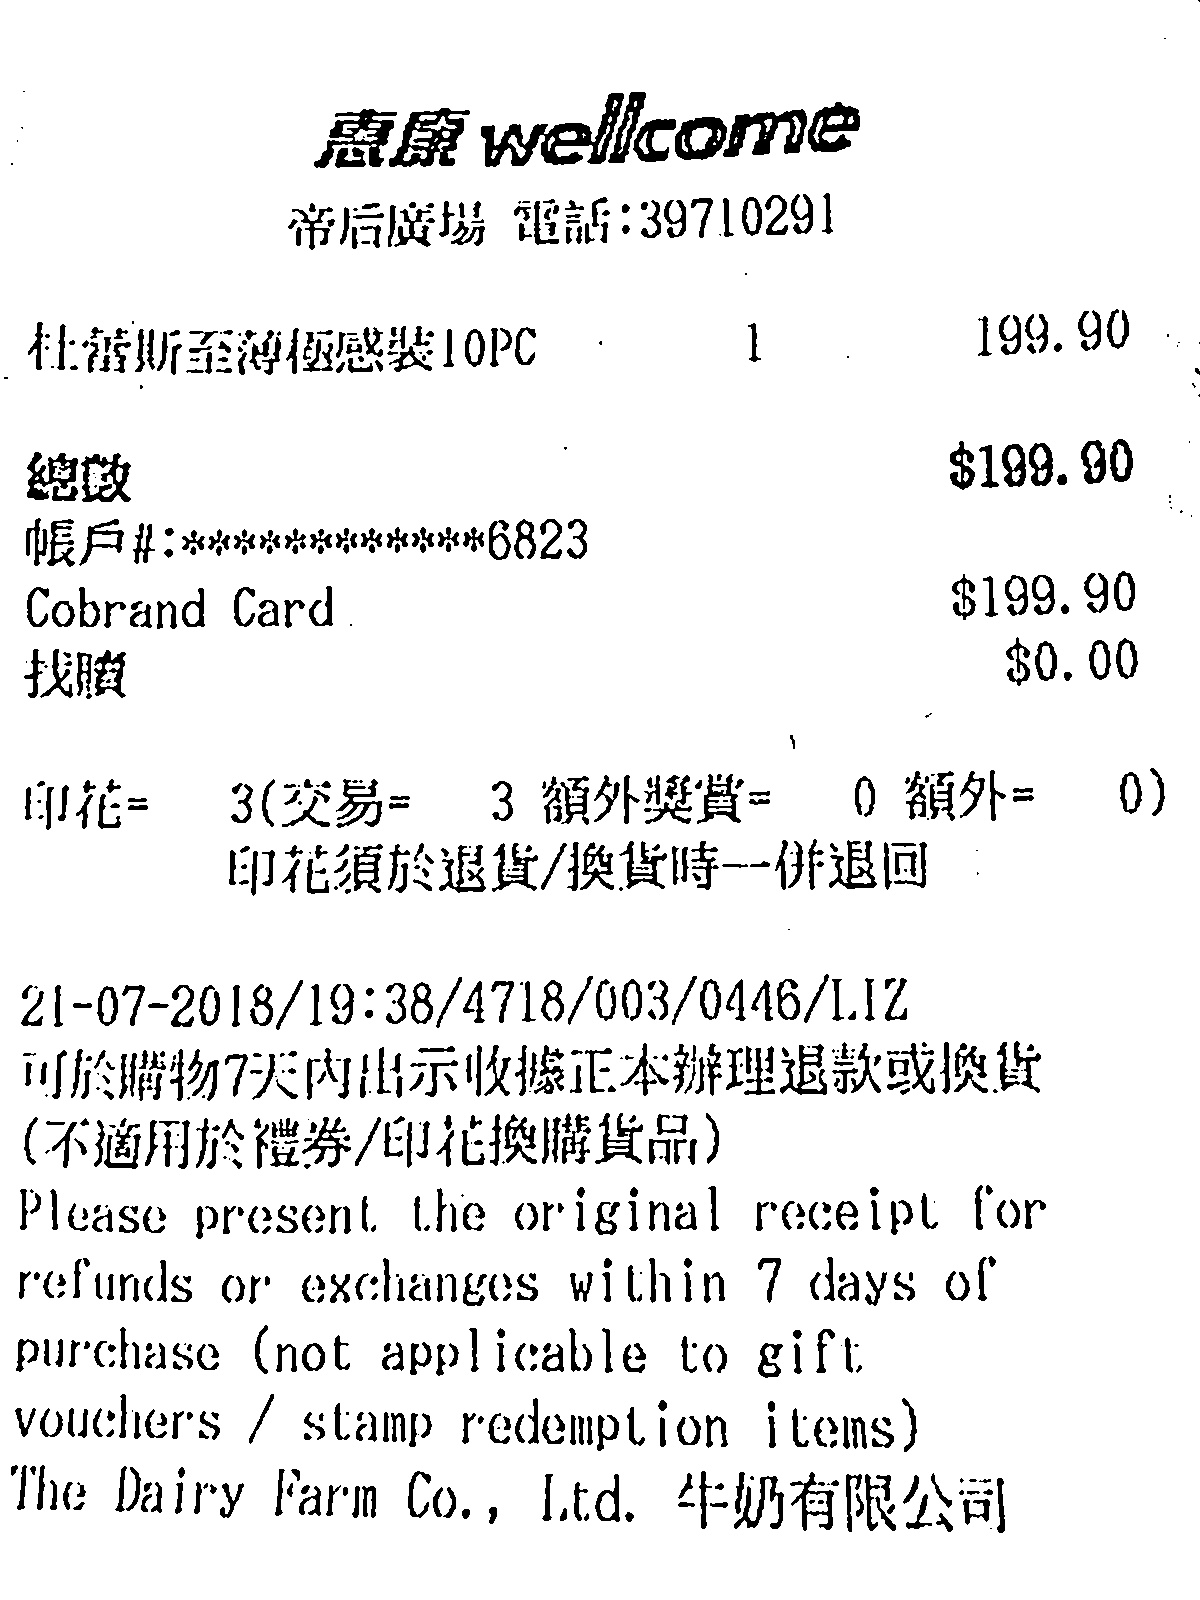 惠康 wellcome
帝后廣場 電話:39710291
杜蕾斯至薄極感裝10PC 1 199.90
總數 $199.90
帳戶#:************6823
Cobrand Card $199.90
找贖 $0.00
印花= 3(交易= 3 額外獎賞= 0 額外= 0)
印花須於退貨/換貨時一併退回
21-07-2018/19:38/4718/003/0446/LIZ
可於購物7天內出示收據正本辦理退款或換貨
(不適用於禮券/印花換購貨品)
Please present the original receipt for
refunds or exchanges within 7 days of
purchase (not applicable to gift
vouchers / stamp redemption items)
The Dairy Farm Co., Ltd. 牛奶有限公司